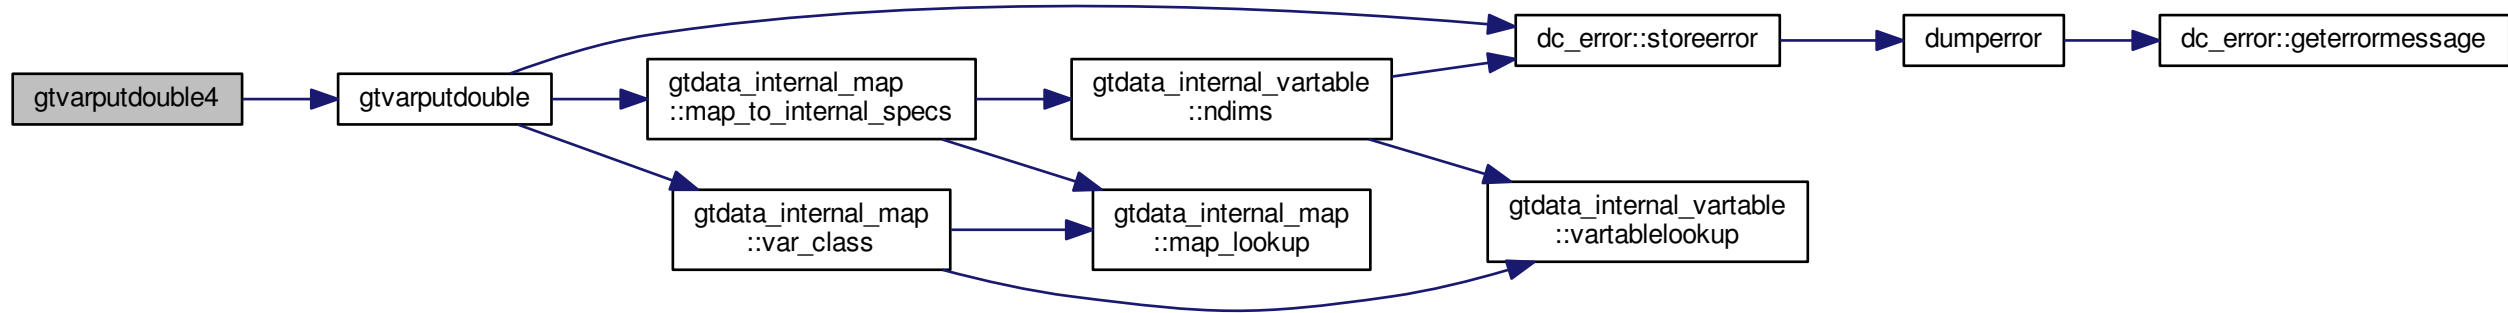 gtvarputdouble4
gtvarputdouble
gtdata_internal_map
::map_to_internal_specs
gtdata_internal_map
::var_class
gtdata_internal_vartable
::ndims
gtdata_internal_map
::map_lookup
dc_error::storeerror
gtdata_internal_vartable
::vartablelookup
dumperror
dc_error::geterrormessage